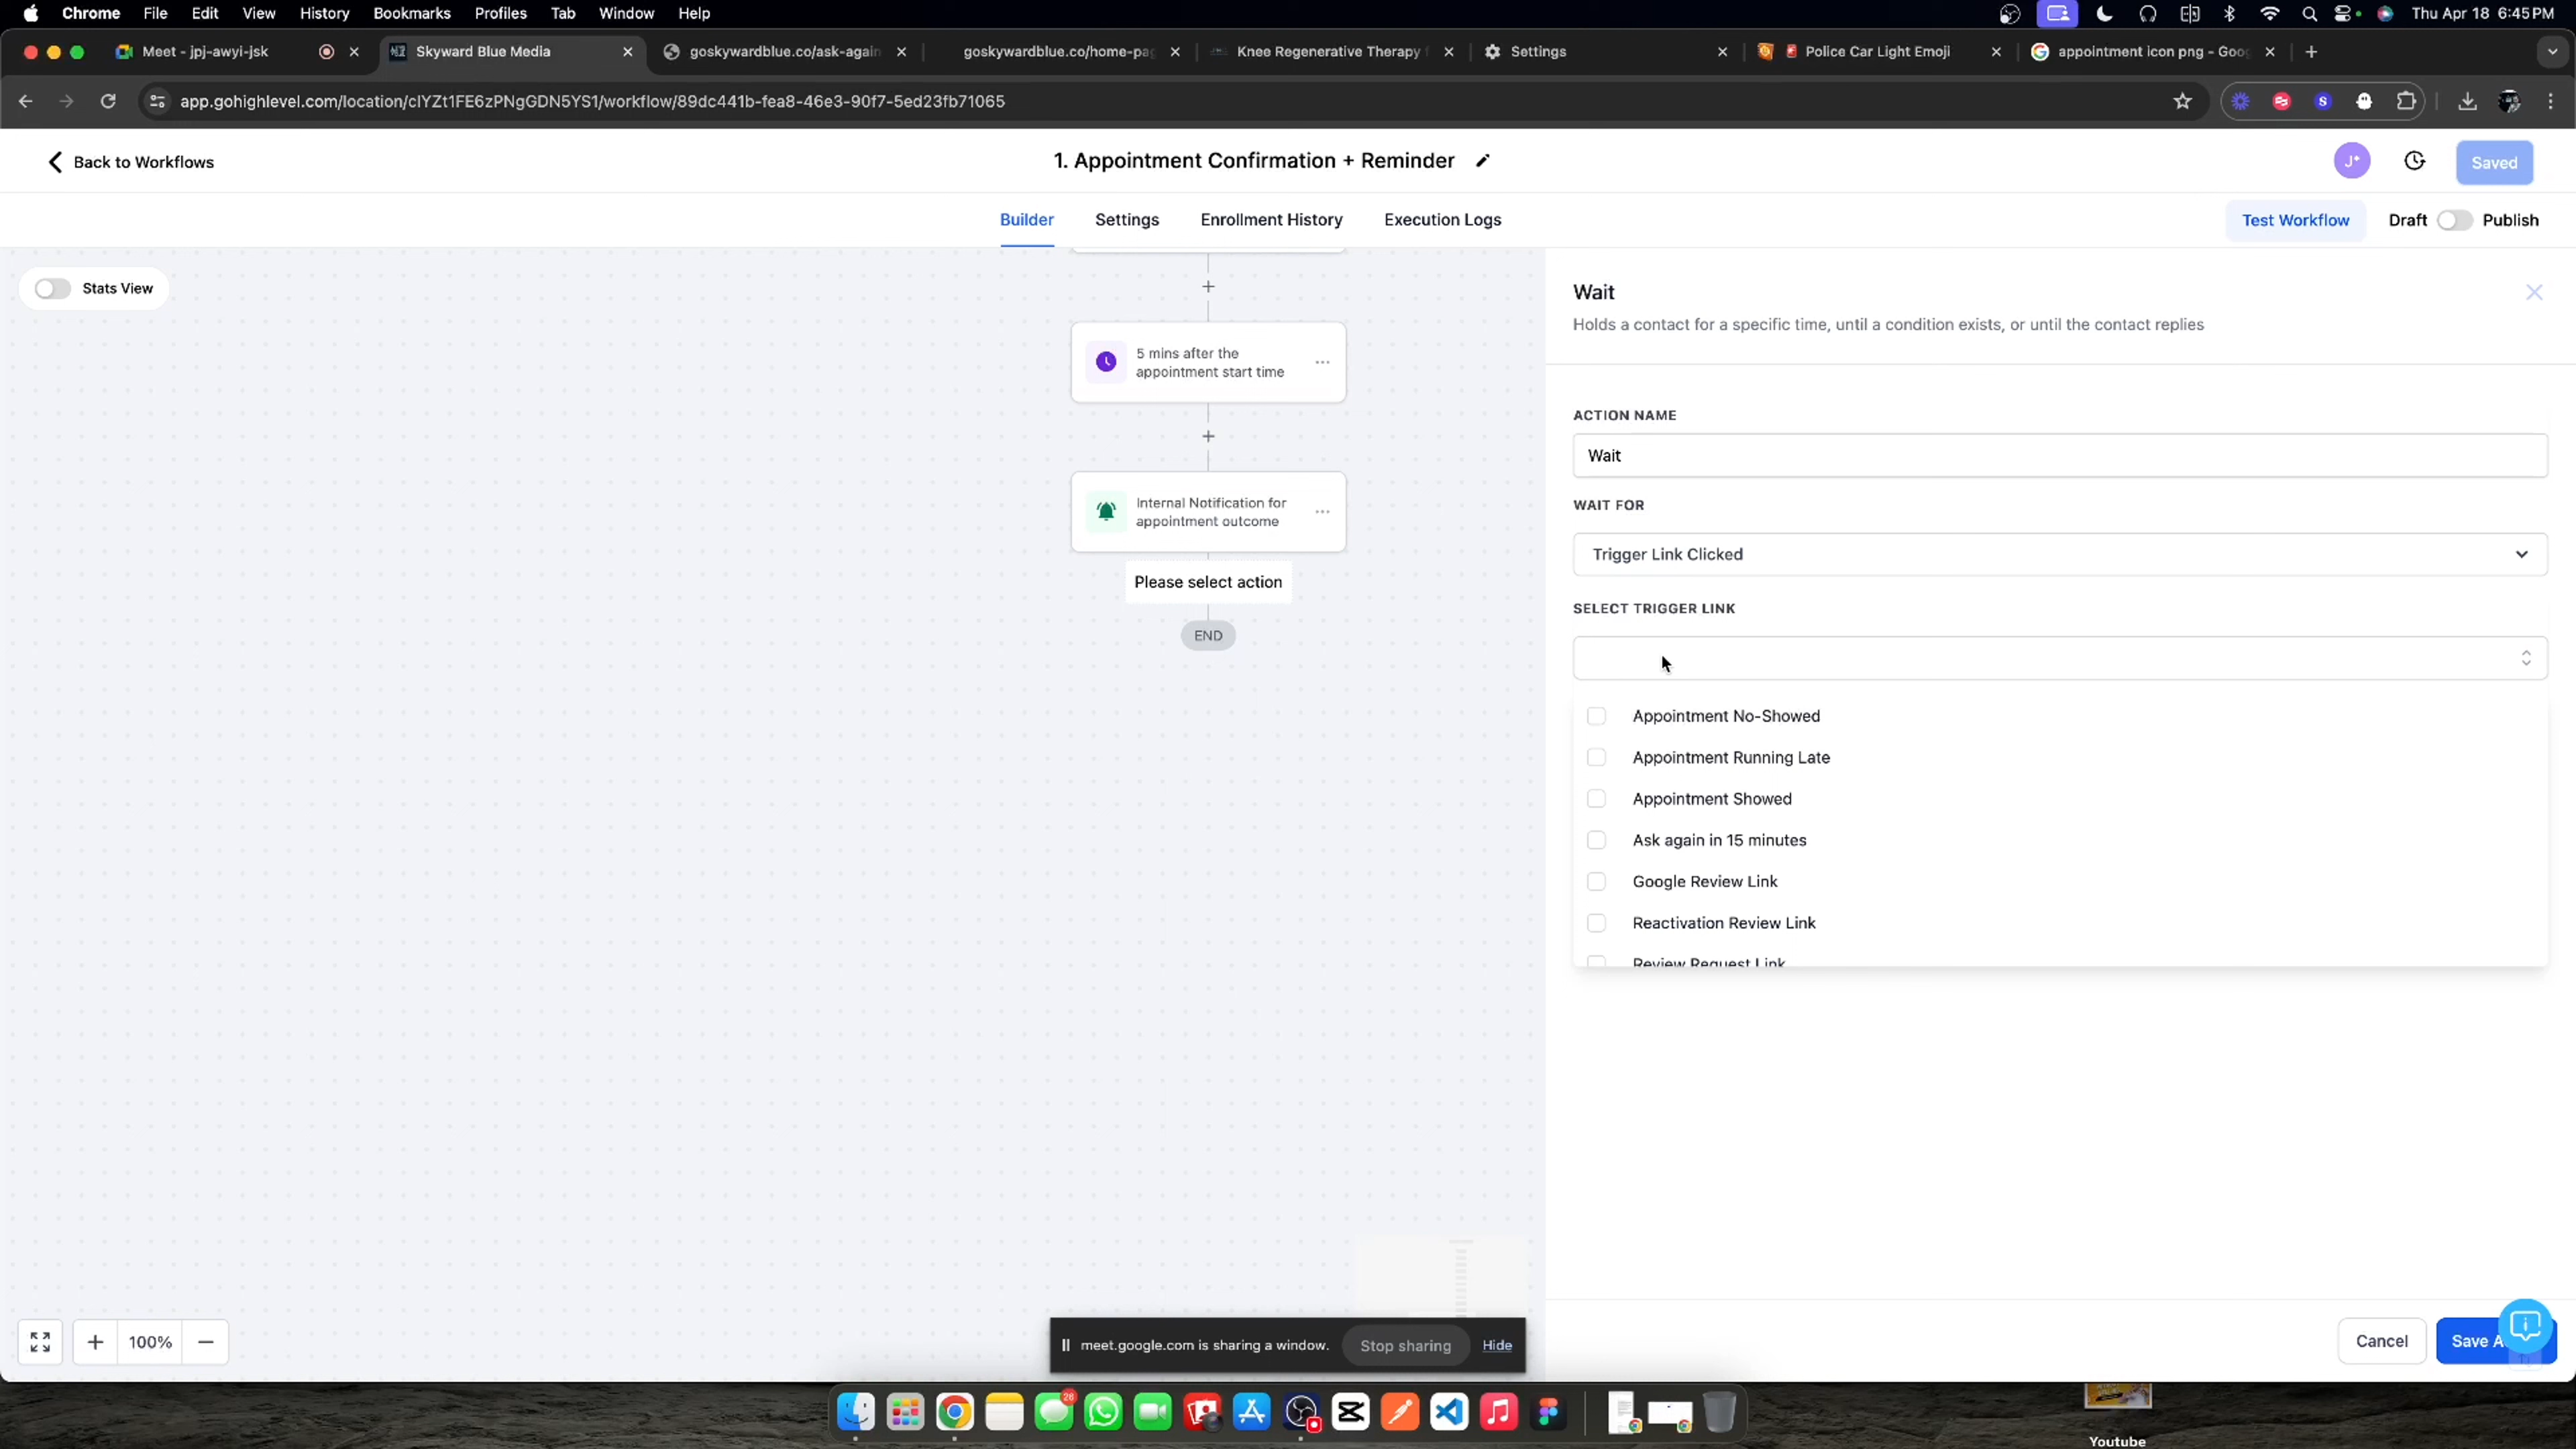 Chrome File Edit View History Bookmarks Profiles Tab Window Help Thu Apr 18 6:45PM
Meet - jpj-awyi-jsk Skyward Blue Media goskywardblue.co/ask-again goskywardblue.co/home-pag Knee Regenerative Therapy Settings Police Car Light Emoji appointment icon png - Goo
app.gohighlevel.com/location/cIYZt1FE6zPNgGDN5YS1/workflow/89dc441b-fea8-46e3-90f7-5ed23fb71065
S
Back to Workflows
1. Appointment Confirmation + Reminder
J*
Saved
Builder Settings Enrollment History Execution Logs
Test Workflow Draft Publish
Stats View
5 mins after the
appointment start time
Internal Notification for
appointment outcome
Please select action
END
Wait
Holds a contact for a specific time, until a condition exists, or until the contact replies
ACTION NAME
Wait
WAIT FOR
Trigger Link Clicked
SELECT TRIGGER LINK
Appointment No-Showed
Appointment Running Late
Appointment Showed
Ask again in 15 minutes
Google Review Link
Reactivation Review Link
Review Request Link
100%
meet.google.com is sharing a window. Stop sharing Hide
Cancel Save A
28
Youtube